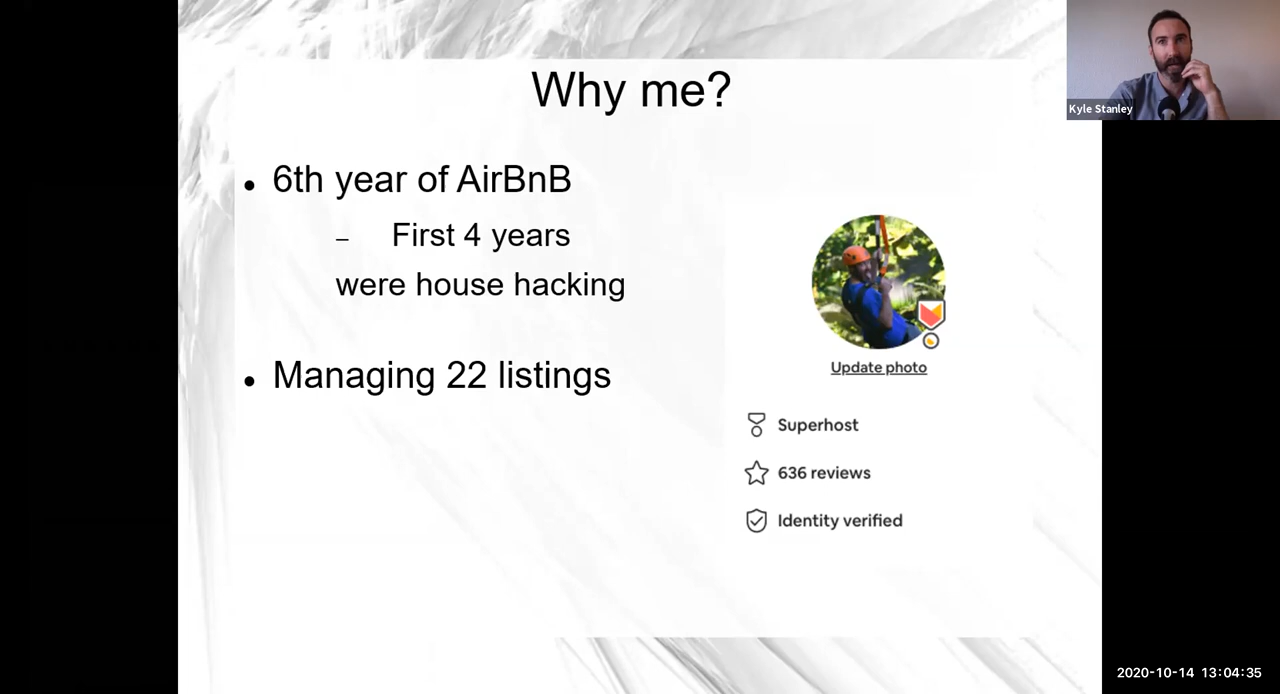 Why me?
• 6th year of AirBnB
– First 4 years
were house hacking
• Managing 22 listings
Update photo
Superhost
636 reviews
Identity verified
Kyle Stanley
2020-10-14 13:04:35